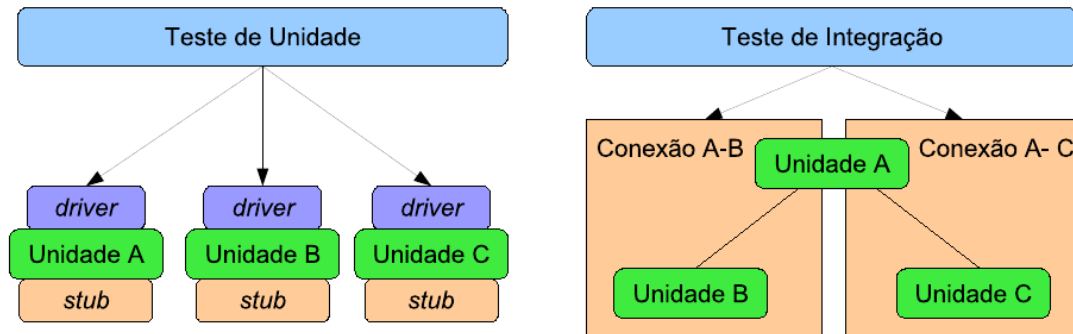 Teste de Unidade
driver
driver
driver
Unidade A
Unidade B
Unidade C
stub
stub
stub
Teste de Integração
Conexão A-B
Unidade A
Conexão A- C
Unidade B
Unidade C